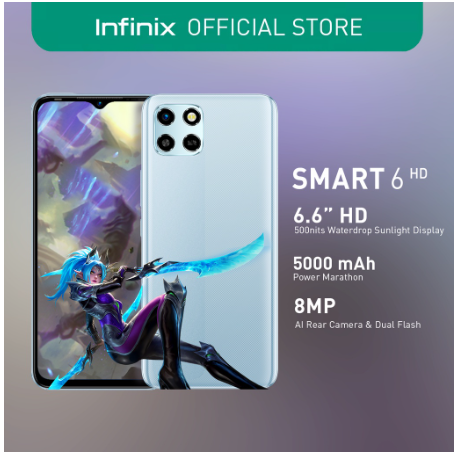 Infinix OFFICIAL STORE
SMART 6 HD
6.6” HD
500nits Waterdrop Sunlight Display
5000 mAh
Power Marathon
8MP
AI Rear Camera & Dual Flash